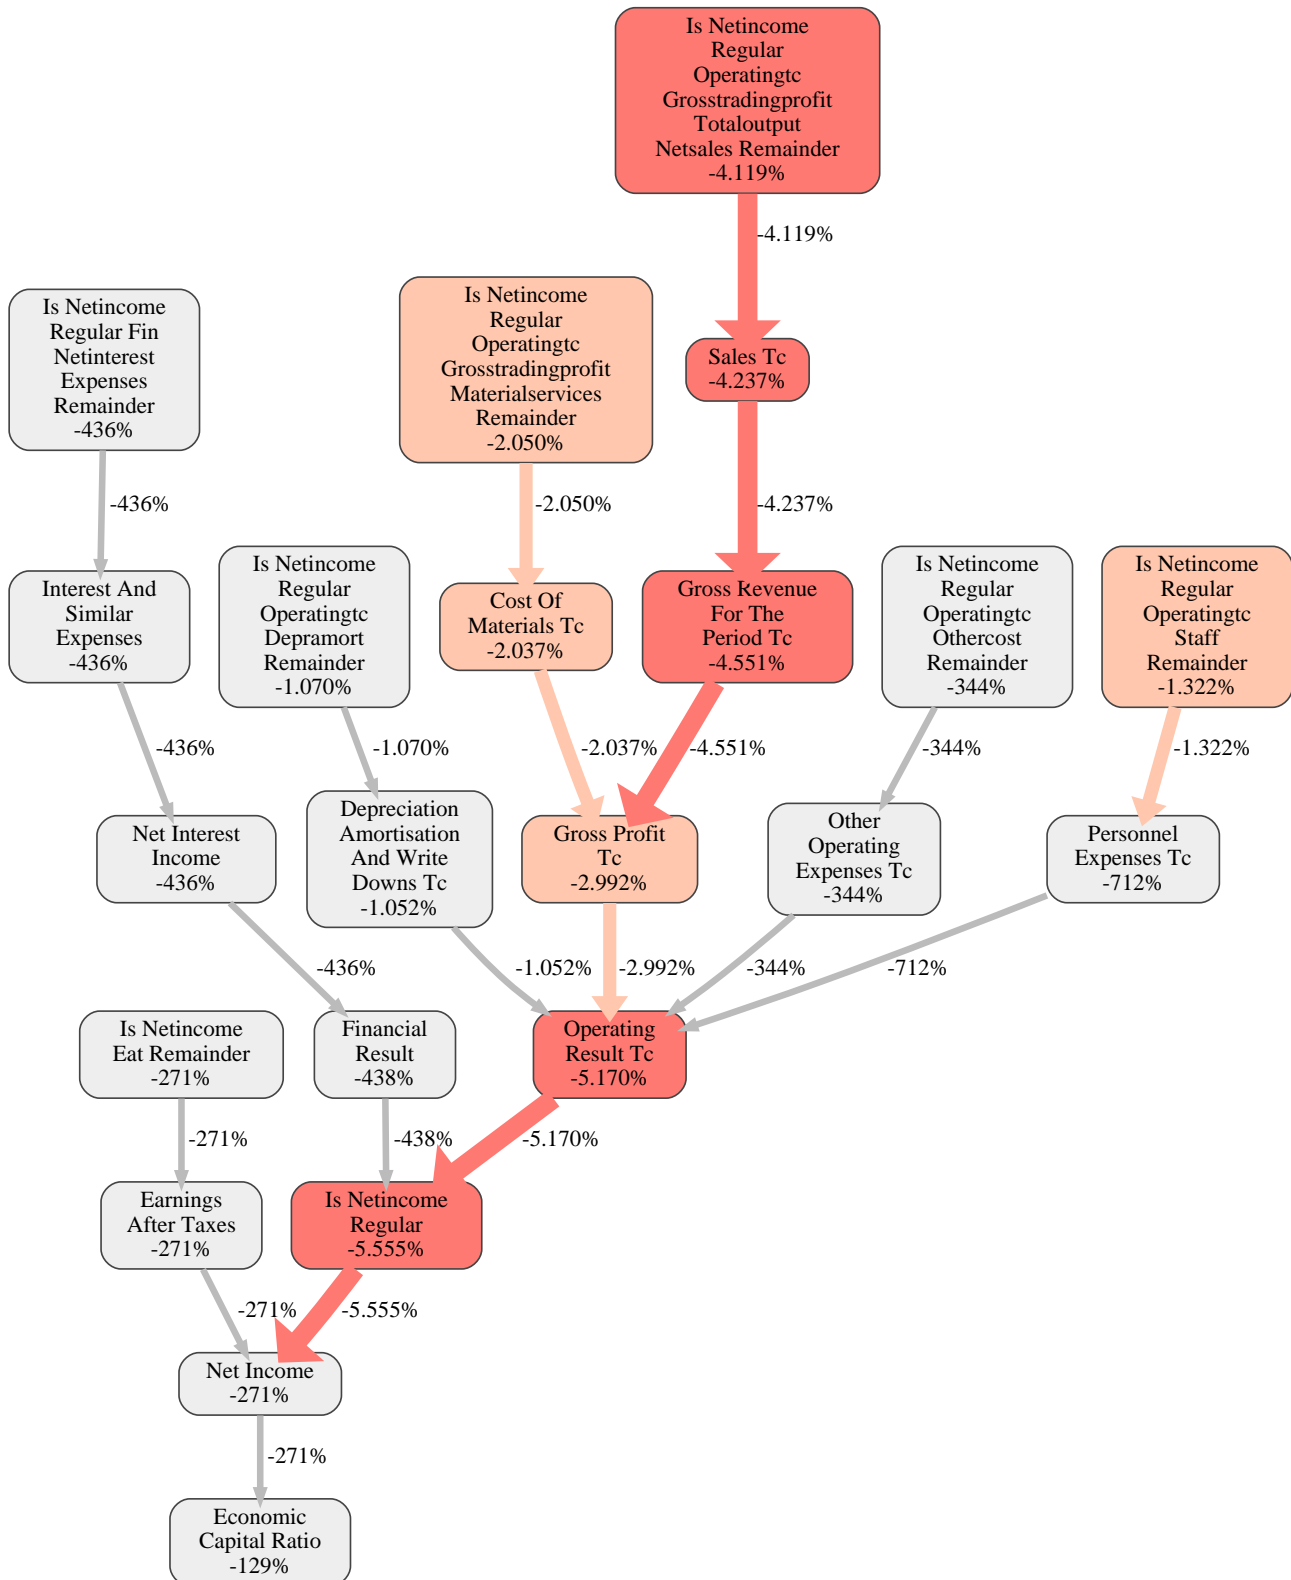 Is Netincome
Regular
Operatingtc
Grosstradingprofit
Totaloutput
Netsales Remainder
-4.119%
-4.119%
Is Netincome
Regular Fin
Netinterest
Expenses
Remainder
-436%
Is Netincome
Regular
Operatingtc
Grosstradingprofit
Materialservices
Remainder
-2.050%
Sales Tc
-4.237%
-436%
-2.050%
-4.237%
Interest And
Similar
Expenses
-436%
Is Netincome
Regular
Operatingtc
Depramort
Remainder
-1.070%
Cost Of
Materials Tc
-2.037%
Gross Revenue
For The
Period Tc
-4.551%
Is Netincome
Regular
Operatingtc
Othercost
Remainder
-344%
Is Netincome
Regular
Operatingtc
Staff
Remainder
-1.322%
-436%
-1.070%
-2.037%
-4.551%
-344%
-1.322%
Net Interest
Income
-436%
Depreciation
Amortisation
And Write
Downs Tc
-1.052%
Gross Profit
Tc
-2.992%
Other
Operating
Expenses Tc
-344%
Personnel
Expenses Tc
-712%
-436%
-1.052%
-2.992%
-344%
-712%
Is Netincome
Eat Remainder
-271%
Financial
Result
-438%
Operating
Result Tc
-5.170%
-271%
-438%
-5.170%
Earnings
After Taxes
-271%
Is Netincome
Regular
-5.555%
-271%
-5.555%
Net Income
-271%
-271%
Economic
Capital Ratio
-129%